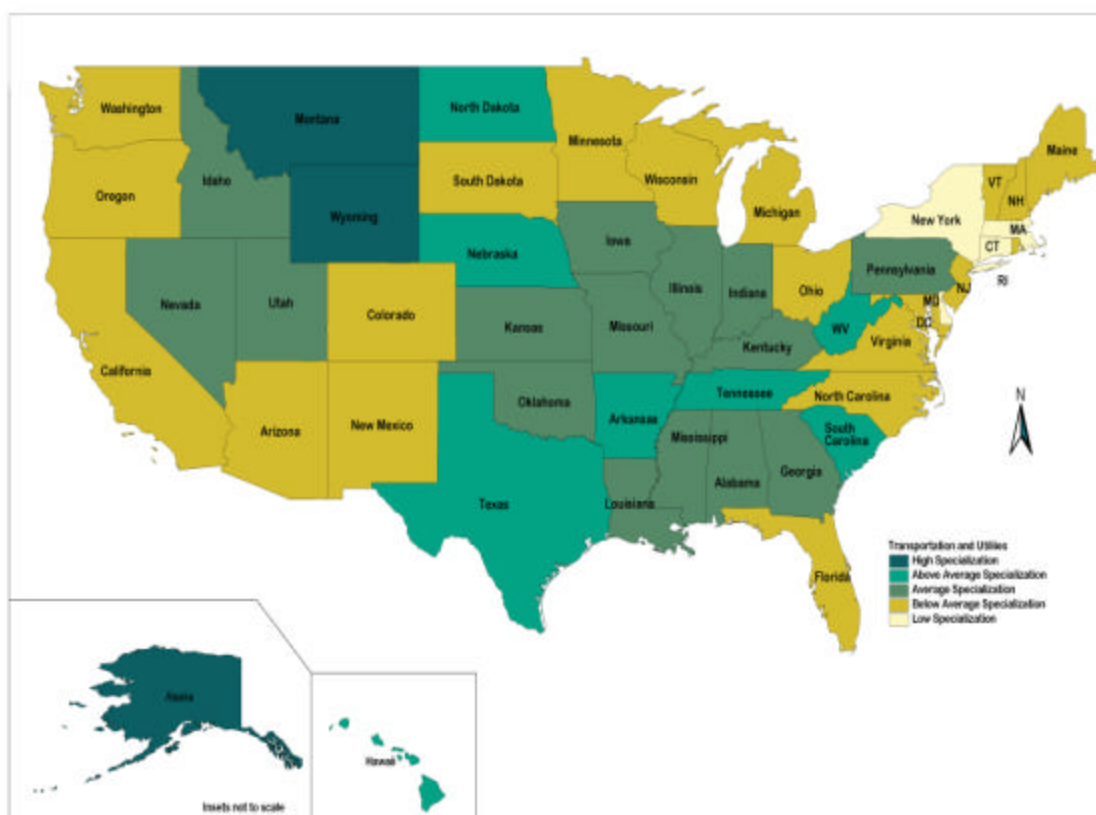 Washington
Montana
North Dakota
Minnesota
Maine
VT
NH
Idaho
Oregon
South Dakota
Wisconsin
Michigan
New York
MA
Wyoming
CT
Iowa
Nebraska
Pennsylvania
RI
Nevada
Utah
Colorado
Illinois
Indiana
Ohio
NJ
MD
DC
WV
Virginia
Kansas
Missouri
Kentucky
California
Oklahoma
Arkansas
Tennessee
North Carolina
Arizona
New Mexico
N
South
Carolina
Mississippi
Georgia
Alabama
Texas
Louisiana
Florida
Transportation and Utilies
High Specialization
Above Average Specialization
Average Specialization
Below Average Specialization
Low Specialization
Alaska
Hawaii
Insets not to scale